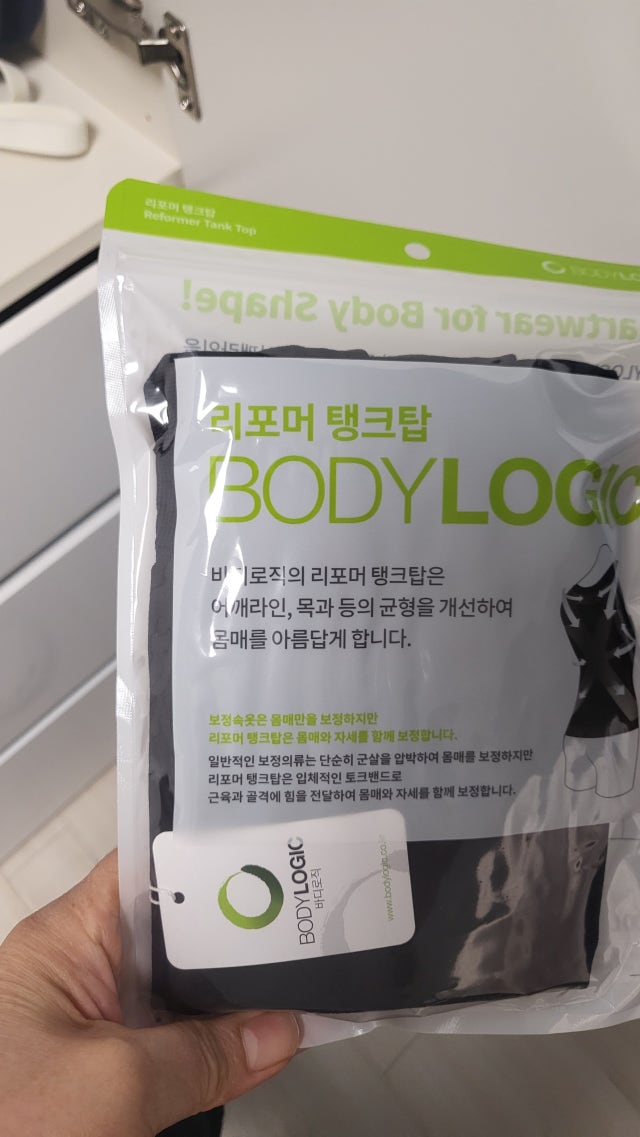 리포머 탱크탑
Reformer Tank Top
BODYLO
artwear for Body Shape!
리포머 탱크탑
BODYLOGIC
바디로직의 리포머 탱크탑은
어깨라인, 목과 등의 균형을 개선하여
몸매를 아름답게 합니다.
보정속옷은 몸매만을 보정하지만
리포머 탱크탑은 몸매와 자세를 함께 보정합니다.
일반적인 보정의류는 단순히 군살을 압박하여 몸매를 보정하지만
리포머 탱크탑은 입체적인 토크밴드로
근육과 골격에 힘을 전달하여 몸매와 자세를 함께 보정합니다.
BODYLOGIC
바디로직
www.bodylogic.co.kr